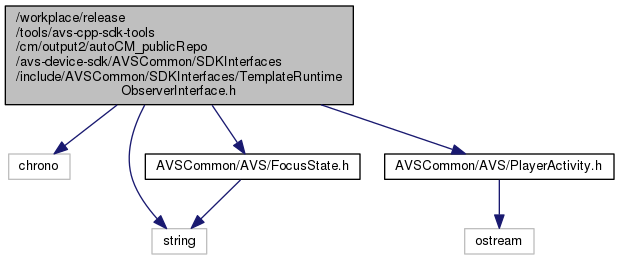 /workplace/release
/tools/avs-cpp-sdk-tools
/cm/output2/autoCM_publicRepo
/avs-device-sdk/AVSCommon/SDKInterfaces
/include/AVSCommon/SDKInterfaces/TemplateRuntime
ObserverInterface.h
chrono
AVSCommon/AVS/FocusState.h
AVSCommon/AVS/PlayerActivity.h
string
ostream